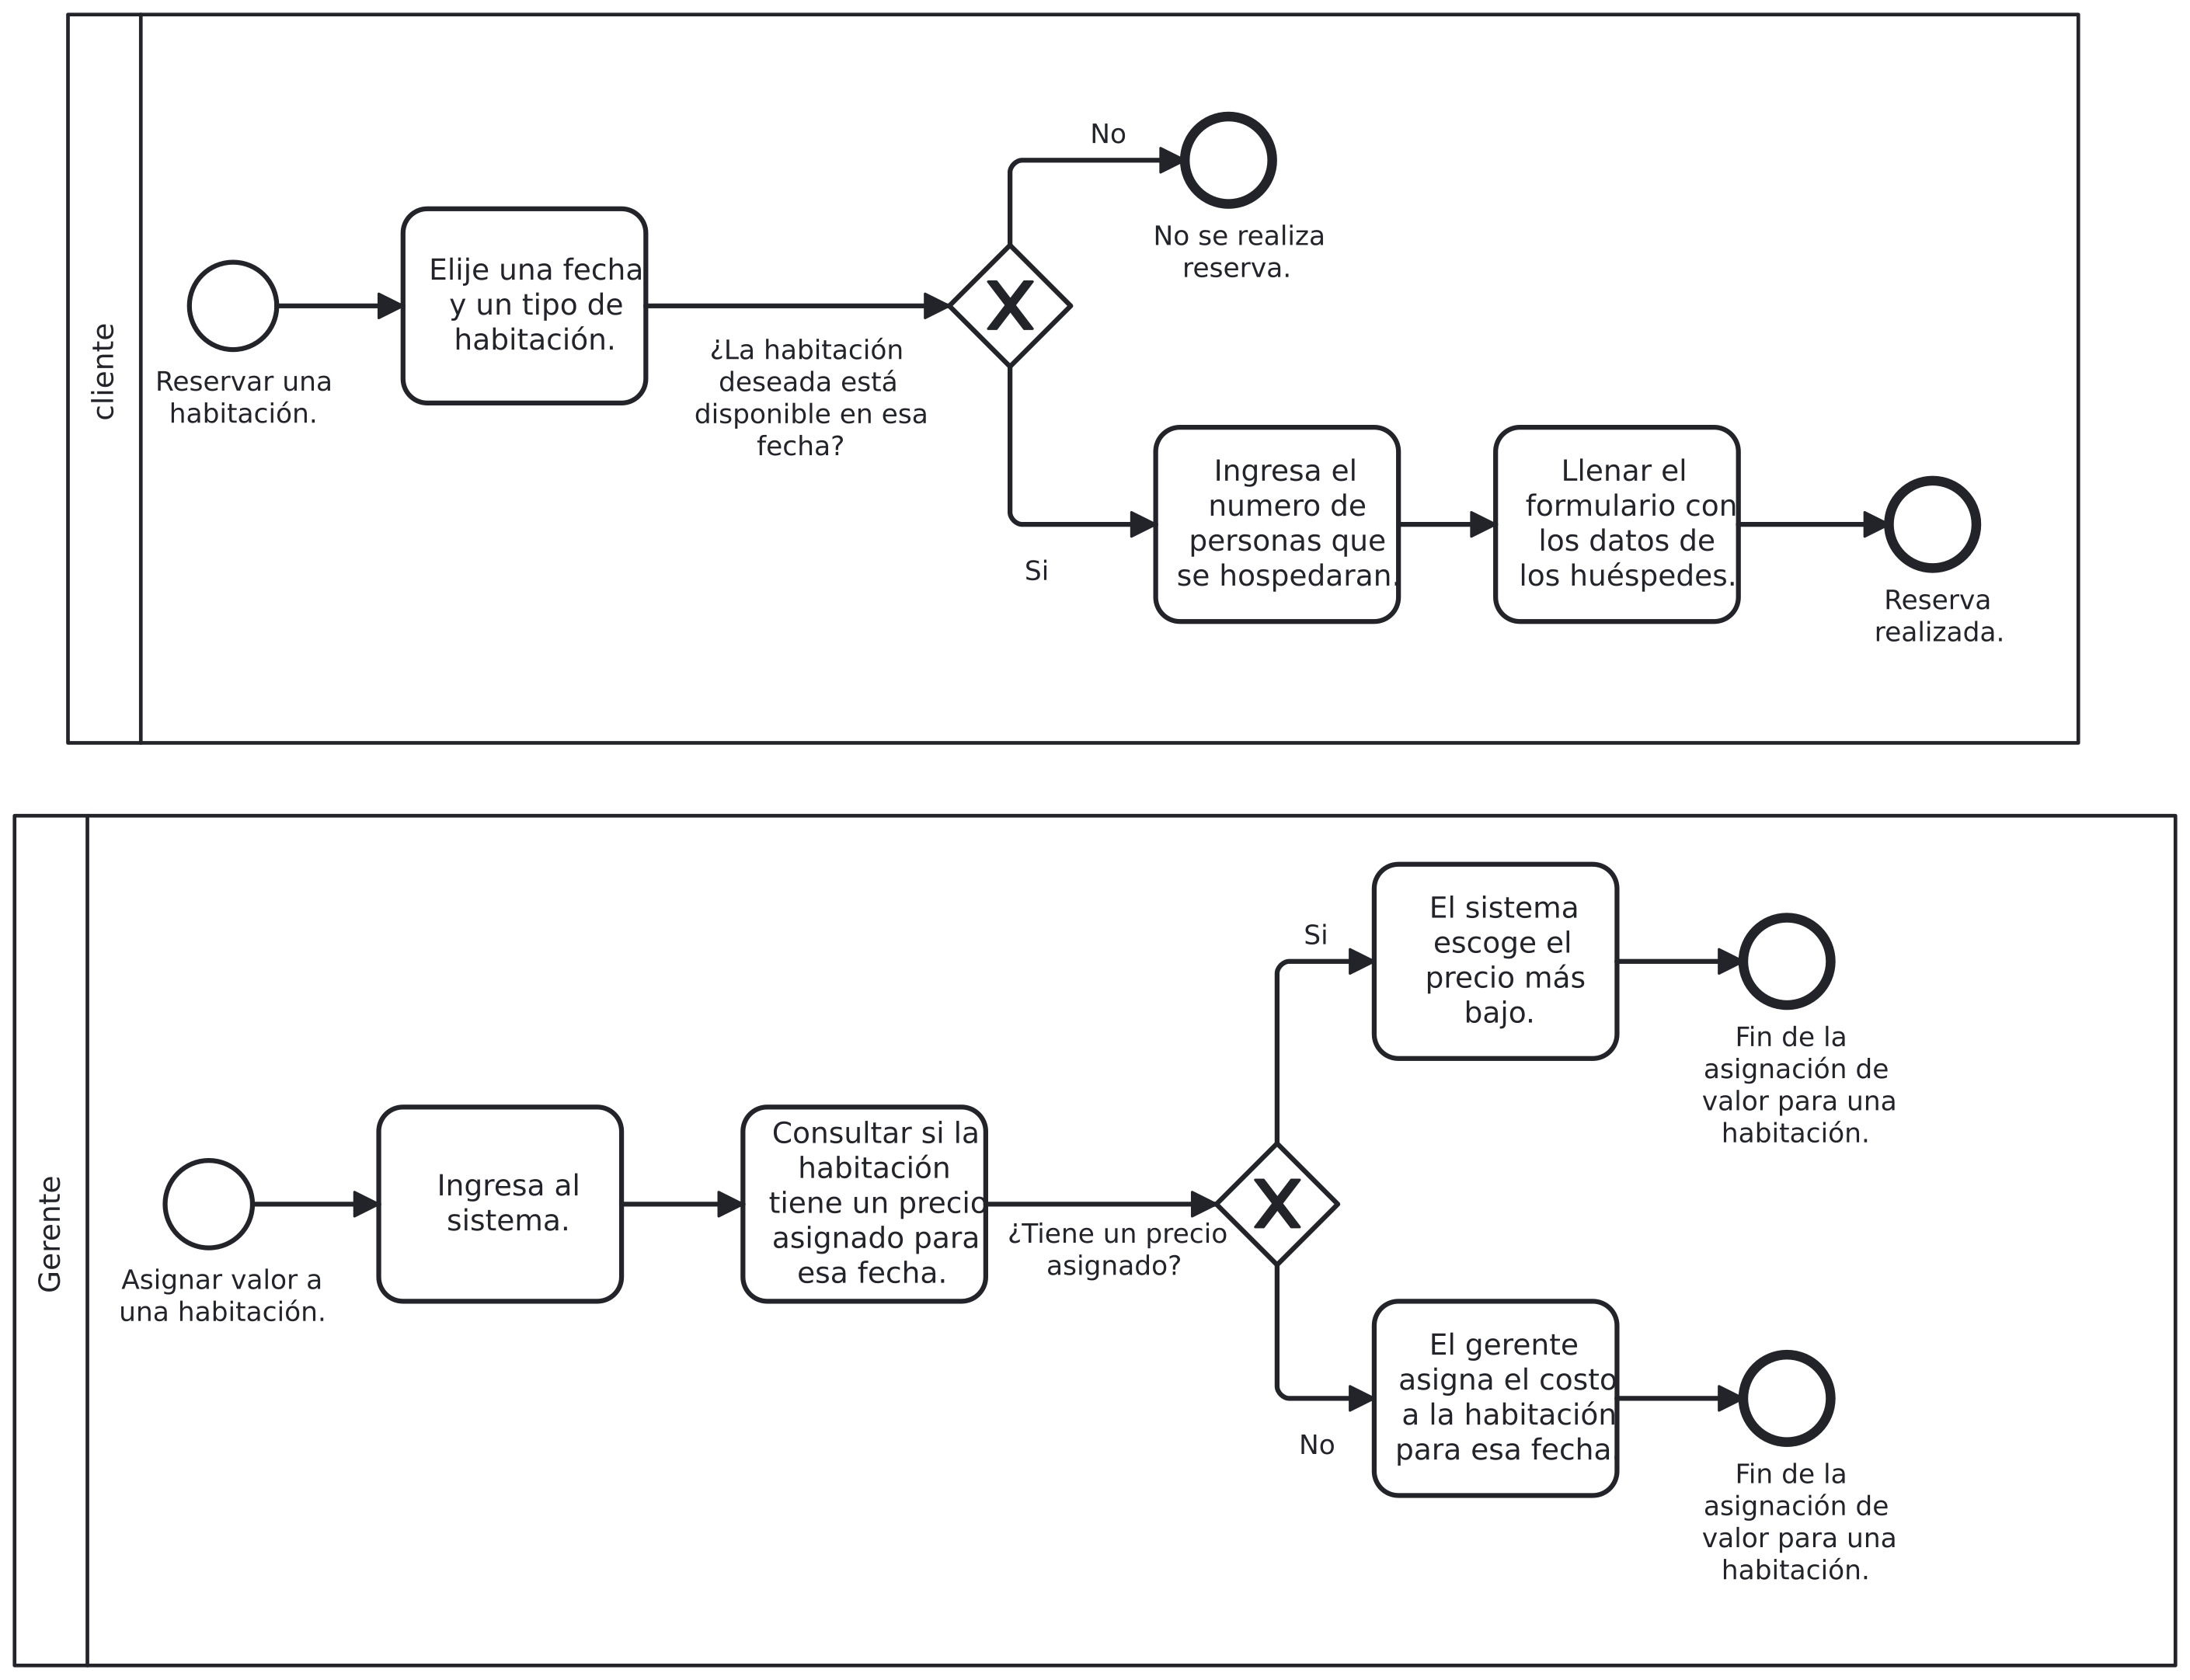 cliente
Reservar una
habitación.
Elije una fecha
y un tipo de
habitación.
¿La habitación
deseada está
disponible en esa
fecha?
No
No se realiza
reserva.
Si
Ingresa el
numero de
personas que
se hospedaran.
Llenar el
formulario con
los datos de
los huéspedes.
Reserva
realizada.
Gerente
Asignar valor a
una habitación.
Ingresa al
sistema.
Consultar si la
habitación
tiene un precio
asignado para
esa fecha.
¿Tiene un precio
asignado?
Si
El sistema
escoge el
precio más
bajo.
Fin de la
asignación de
valor para una
habitación.
No
El gerente
asigna el costo
a la habitación
para esa fecha.
Fin de la
asignación de
valor para una
habitación.